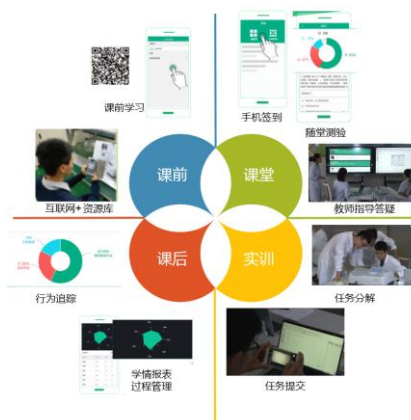 课前学习
手机签到
随堂测验
课前
课堂
互联网+资源库
教师指导答疑
课后
实训
行为追踪
任务分解
学情报表
过程管理
任务提交